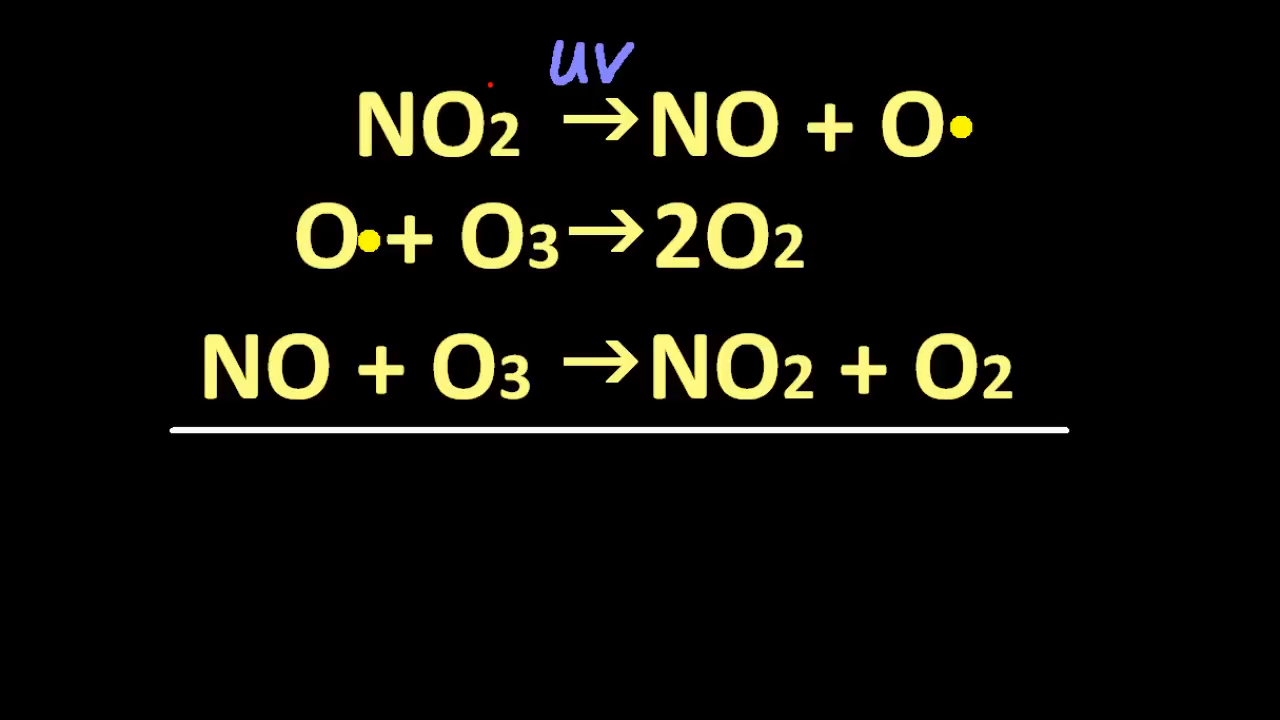 uv
NO2 →NO + O•
O•+ O3→2O2
NO + O3 →NO2 + O2